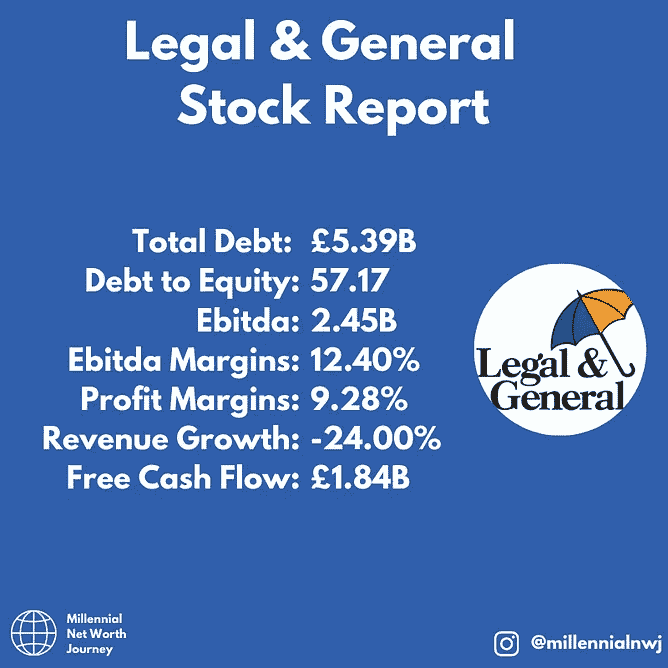 Legal & General
Stock Report
Total Debt: £5.39B
Debt to Equity: 57.17
Ebitda: 2.45B
Ebitda Margins: 12.40%
Profit Margins: 9.28%
Revenue Growth: -24.00%
Free Cash Flow: £1.84B
Legal &
General
Millennial
Net Worth
Journey
@millennialnwj